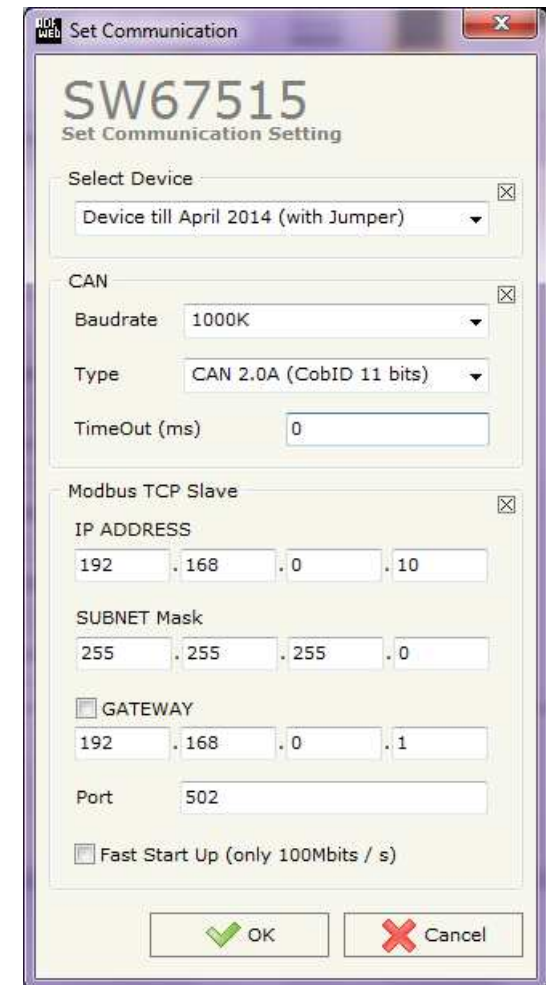 ADF
WEB
Set Communication
SW67515
Set Communication Setting
Select Device
Device till April 2014 (with Jumper)
CAN
Baudrate 1000K
Type CAN 2.0A (CobID 11 bits)
TimeOut (ms) 0
Modbus TCP Slave
IP ADDRESS
192 . 168 . 0 . 10
SUBNET Mask
255 . 255 . 255 . 0
GATEWAY
192 . 168 . 0 . 1
Port 502
Fast Start Up (only 100Mbits / s)
OK Cancel